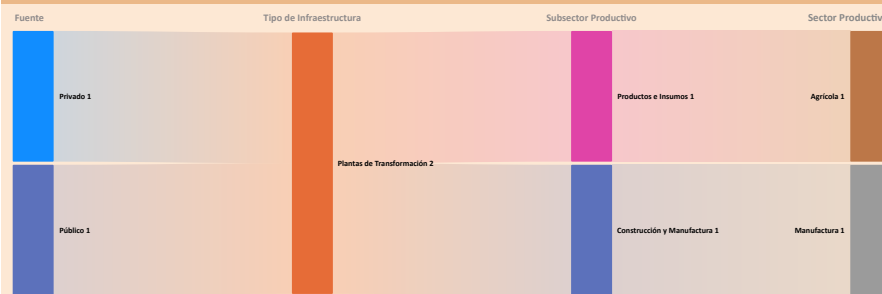 Fuente
Tipo de Infraestructura
Subsector Productivo
Sector Productiv
Privado 1
Productos e Insumos 1
Agrícola 1
Plantas de Transformación 2
Público 1
Construcción y Manufactura 1
Manufactura 1